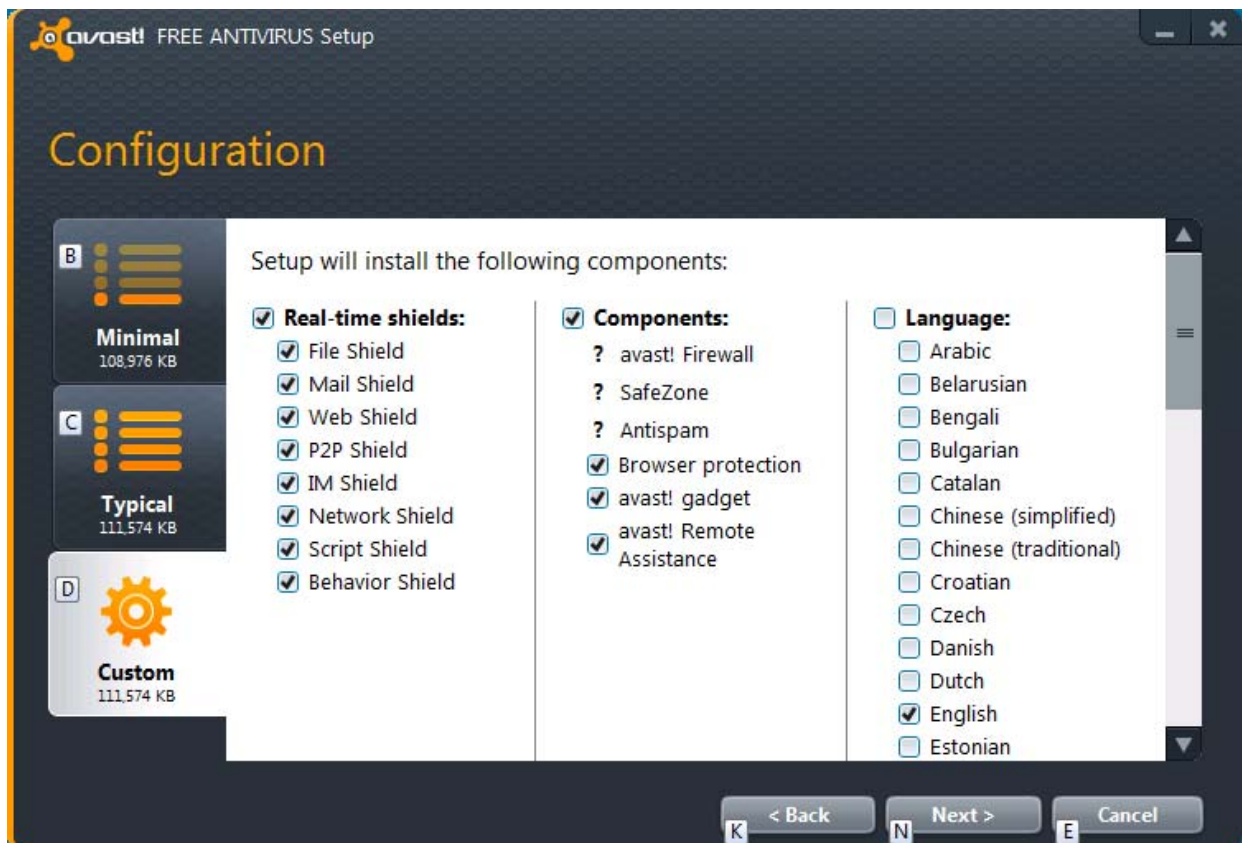 avast! FREE ANTIVIRUS Setup
Configuration
B
Minimal
108,976 KB
C
Typical
111,574 KB
D
Custom
111,574 KB
Setup will install the following components:
Real-time shields:
File Shield
Mail Shield
Web Shield
P2P Shield
IM Shield
Network Shield
Script Shield
Behavior Shield
Components:
? avast! Firewall
? SafeZone
? Antispam
Browser protection
avast! gadget
avast! Remote
Assistance
Language:
Arabic
Belarusian
Bengali
Bulgarian
Catalan
Chinese (simplified)
Chinese (traditional)
Croatian
Czech
Danish
Dutch
English
Estonian
K < Back
N Next >
E Cancel